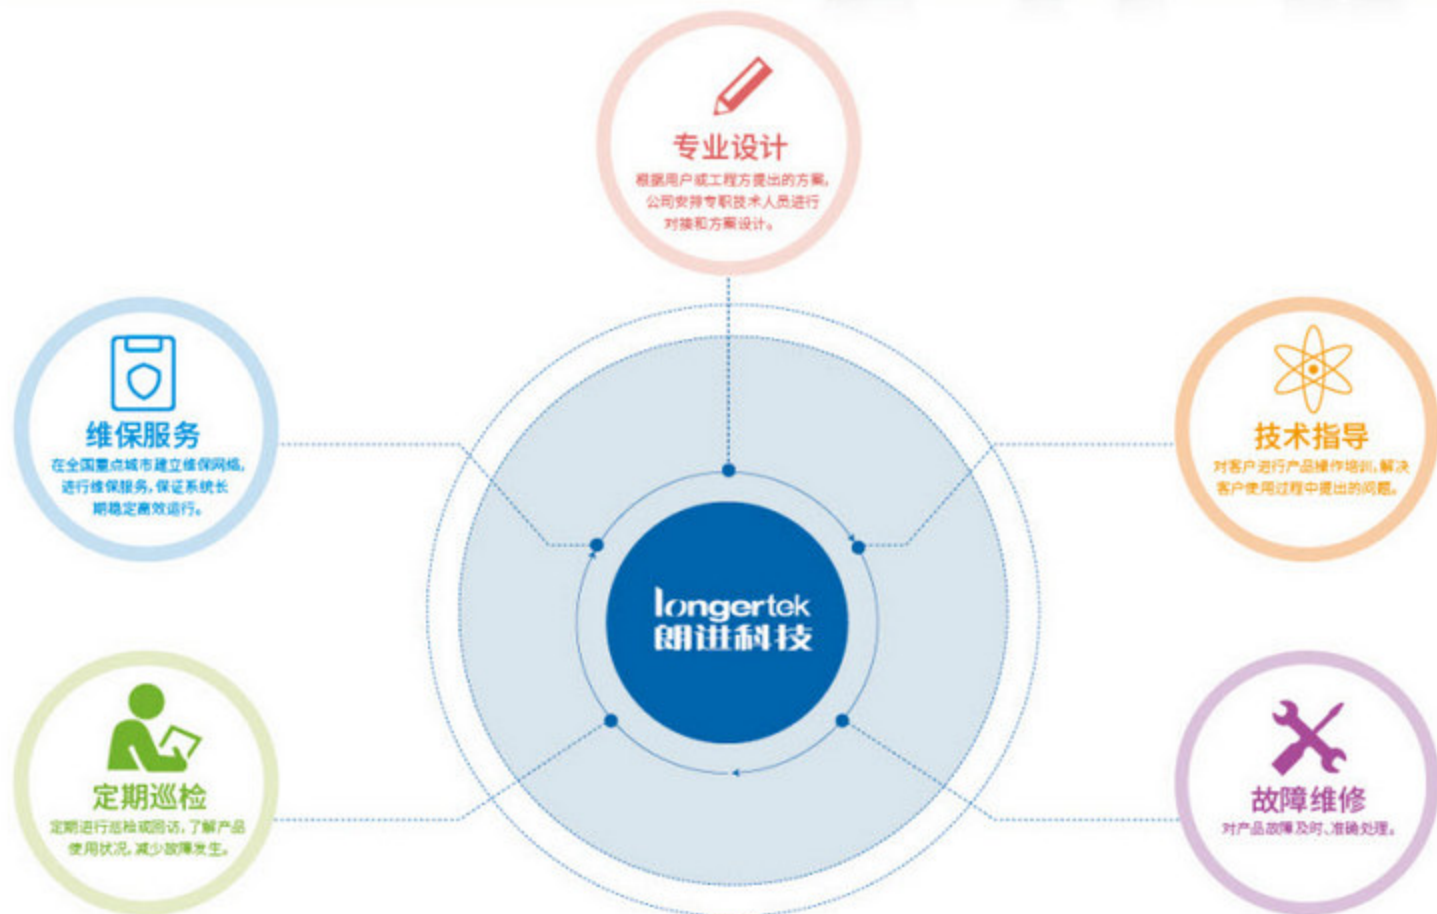 专业设计
根据用户或工程方提出的方案,
公司安排专职技术人员进行
对接和方案设计。
维保服务
在全国重点城市建立维保网络,
进行维保服务,保证系统长
期稳定高效运行。
技术指导
对客户进行产品操作培训,解决
客户使用过程中提出的问题。
longertek
朗进科技
定期巡检
定期进行巡检或回访,了解产品
使用状况,减少故障发生。
故障维修
对产品故障及时、准确处理。